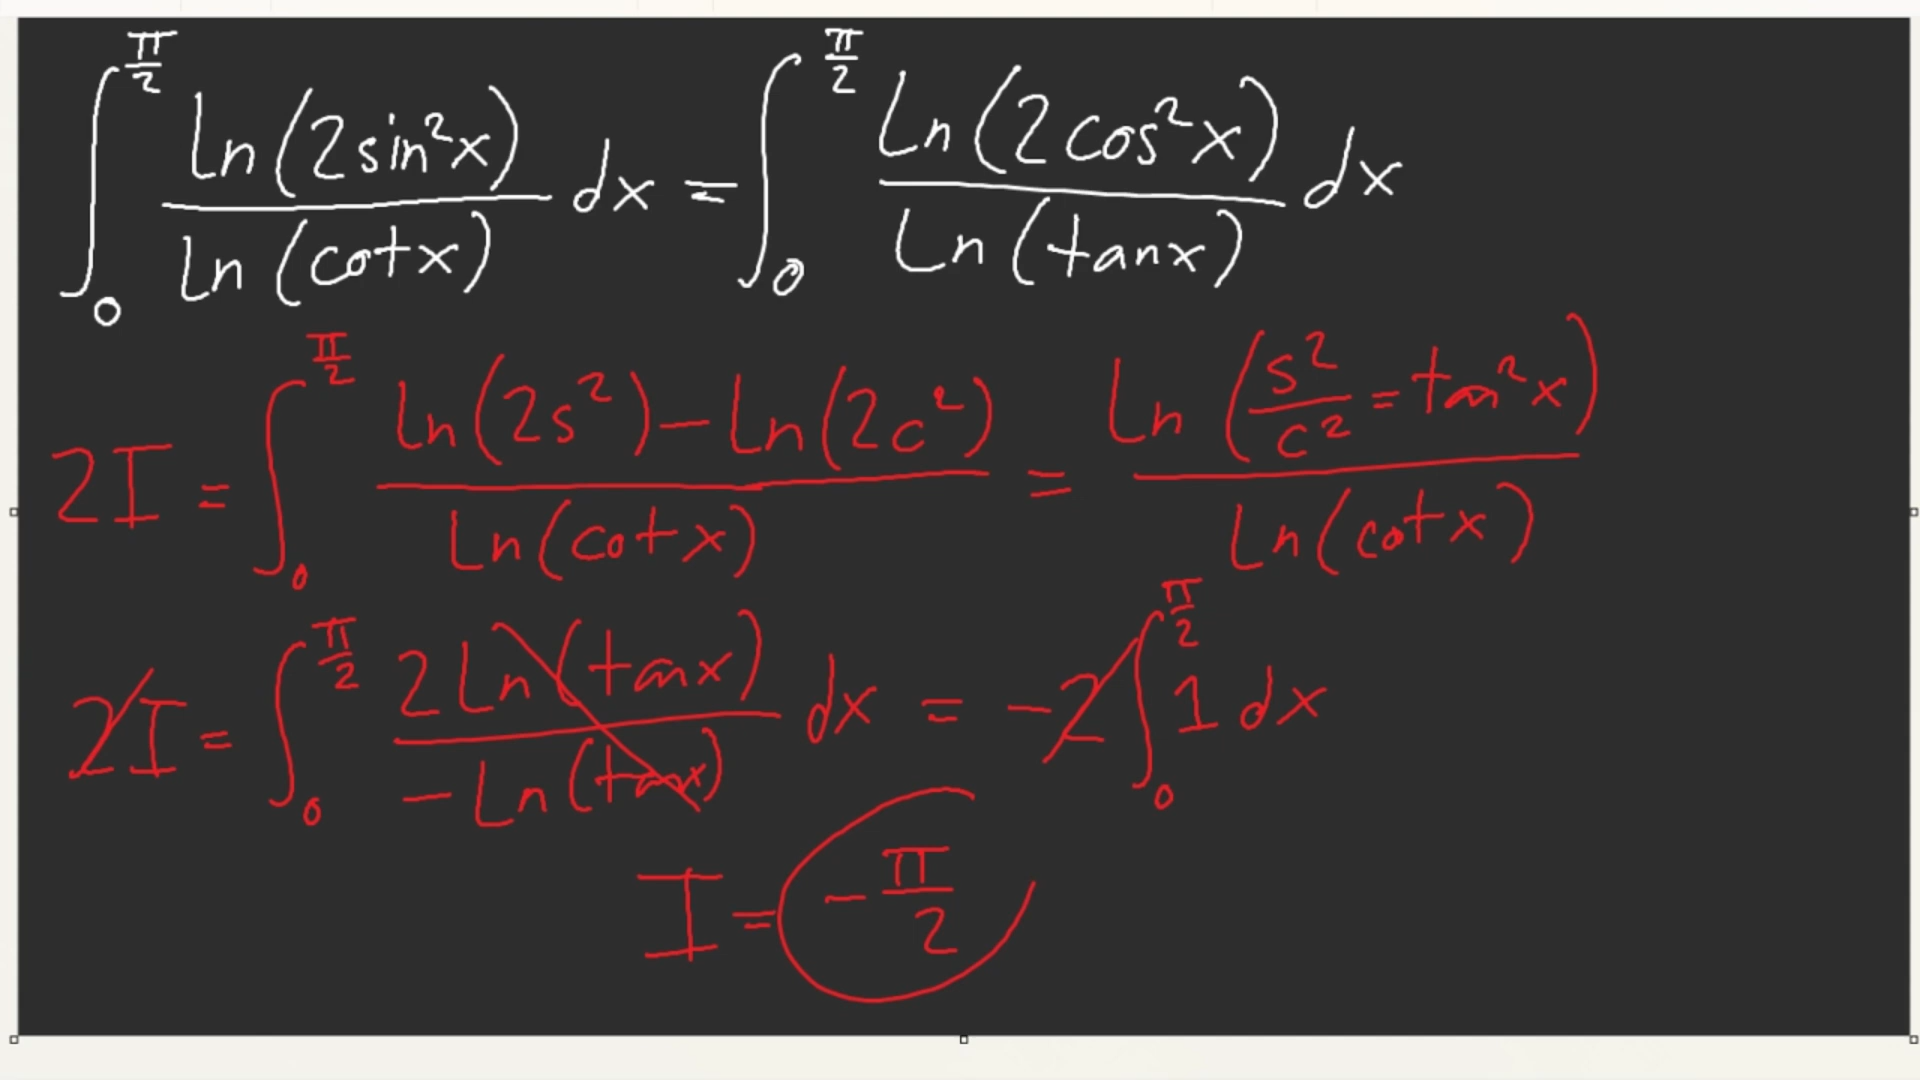 ∫₀^(π/2) ln(2sin²x)/ln(cotx) dx = ∫₀^(π/2) Ln(2cos²x)/Ln(tanx) dx
2I = ∫₀^(π/2) (ln(2s²) − Ln(2c²))/Ln(cotx) = Ln(s²/c² = tan²x)/Ln(cotx)
2I = ∫₀^(π/2) 2Ln(tanx)/−Ln(tanx) dx = −2∫₀^(π/2) 1dx
I = −π/2